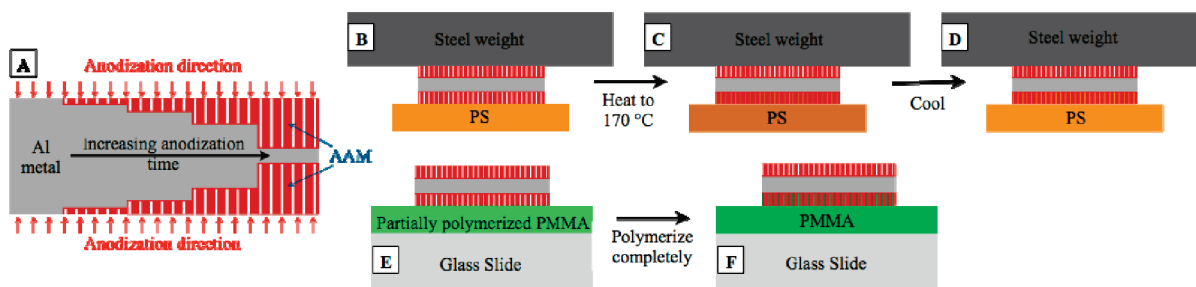 A
Anodization direction
Al
metal
Increasing anodization
time
AAM
Anodization direction
B
Steel weight
PS
Heat to
170 °C
C
Steel weight
PS
Cool
D
Steel weight
PS
Partially polymerized PMMA
E
Glass Slide
Polymerize
completely
PMMA
F
Glass Slide